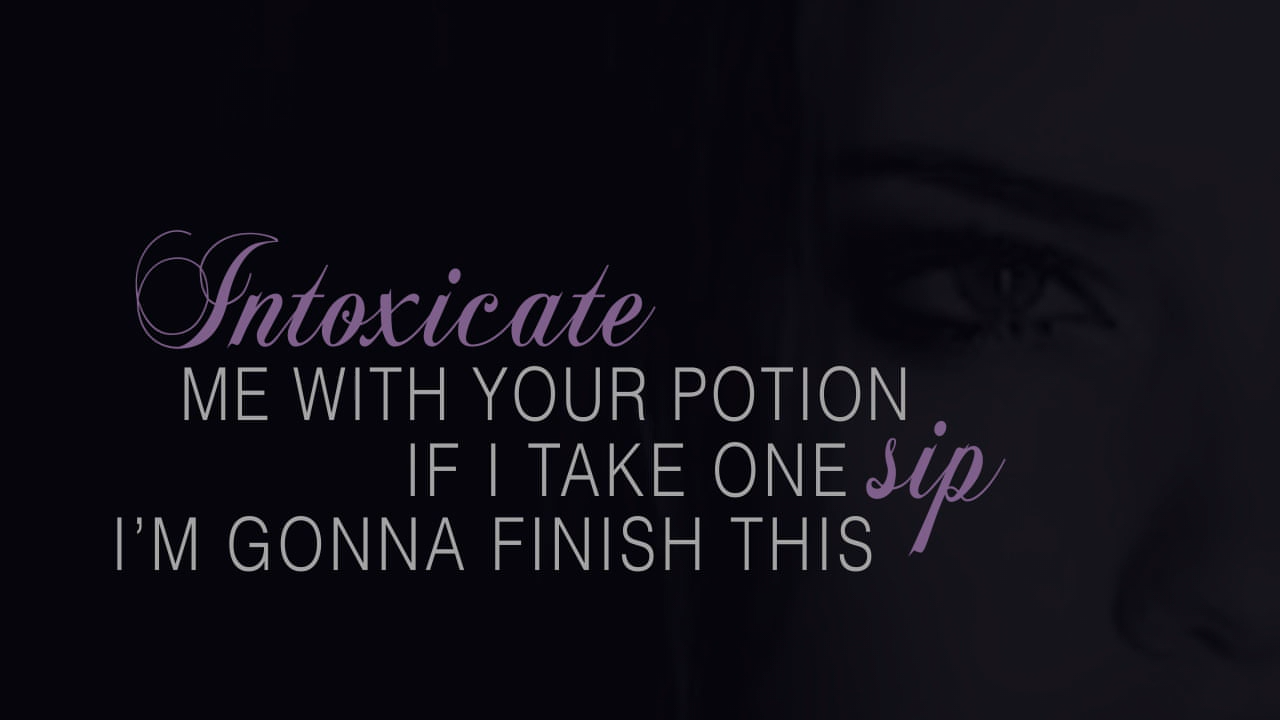 Intoxicate
ME WITH YOUR POTION
IF I TAKE ONE sip
I'M GONNA FINISH THIS